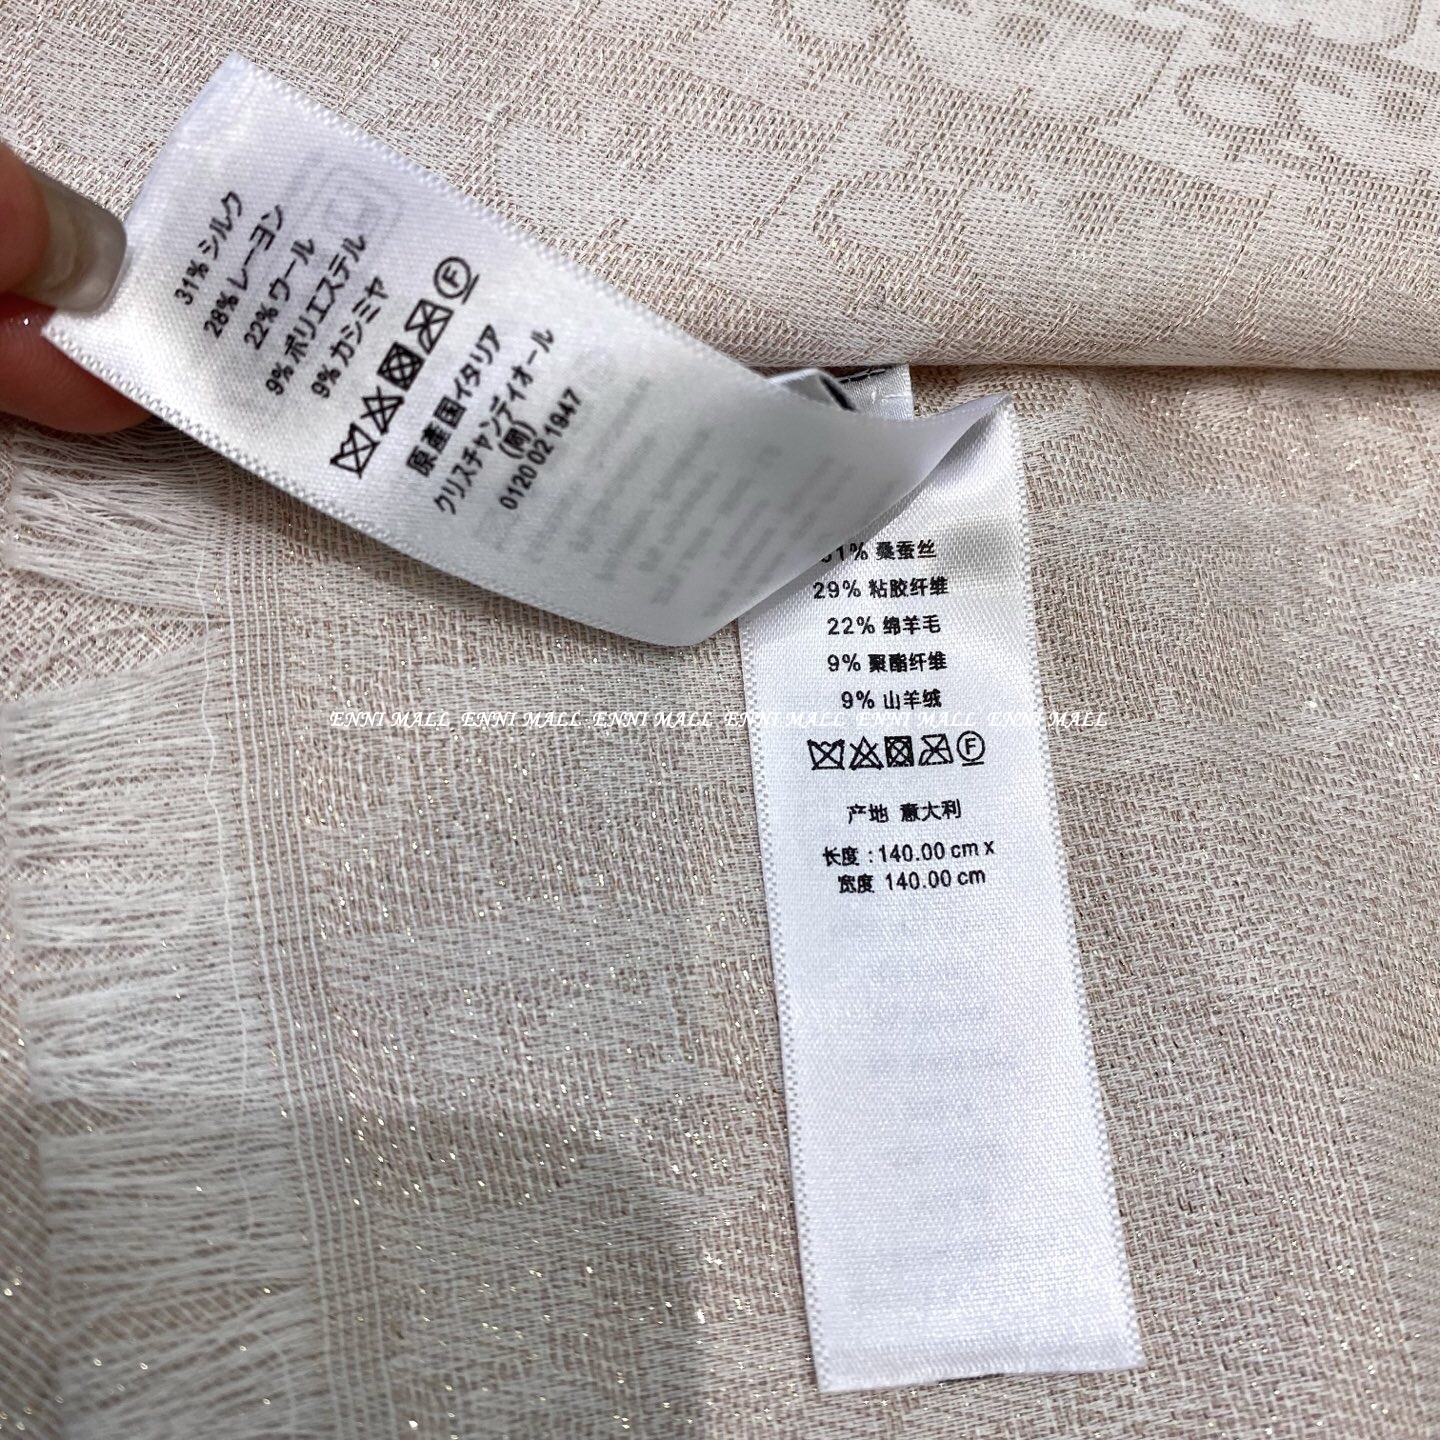 31% シルク
28% レーヨン
22% ウール
9% ポリエステル
9% カシミヤ
F
原産国イタリア
クリスチャンディオール
(同)
0120 02 1947
桑蚕丝
29% 粘胶纤维
22% 绵羊毛
9% 聚酯纤维
9% 山羊绒
ENNI MALL ENNI MALL ENNI MALL ENNI MALL ENNI MALL ENNI MALL
F
产地 意大利
长度 : 140.00 cm x
宽度 140.00 cm